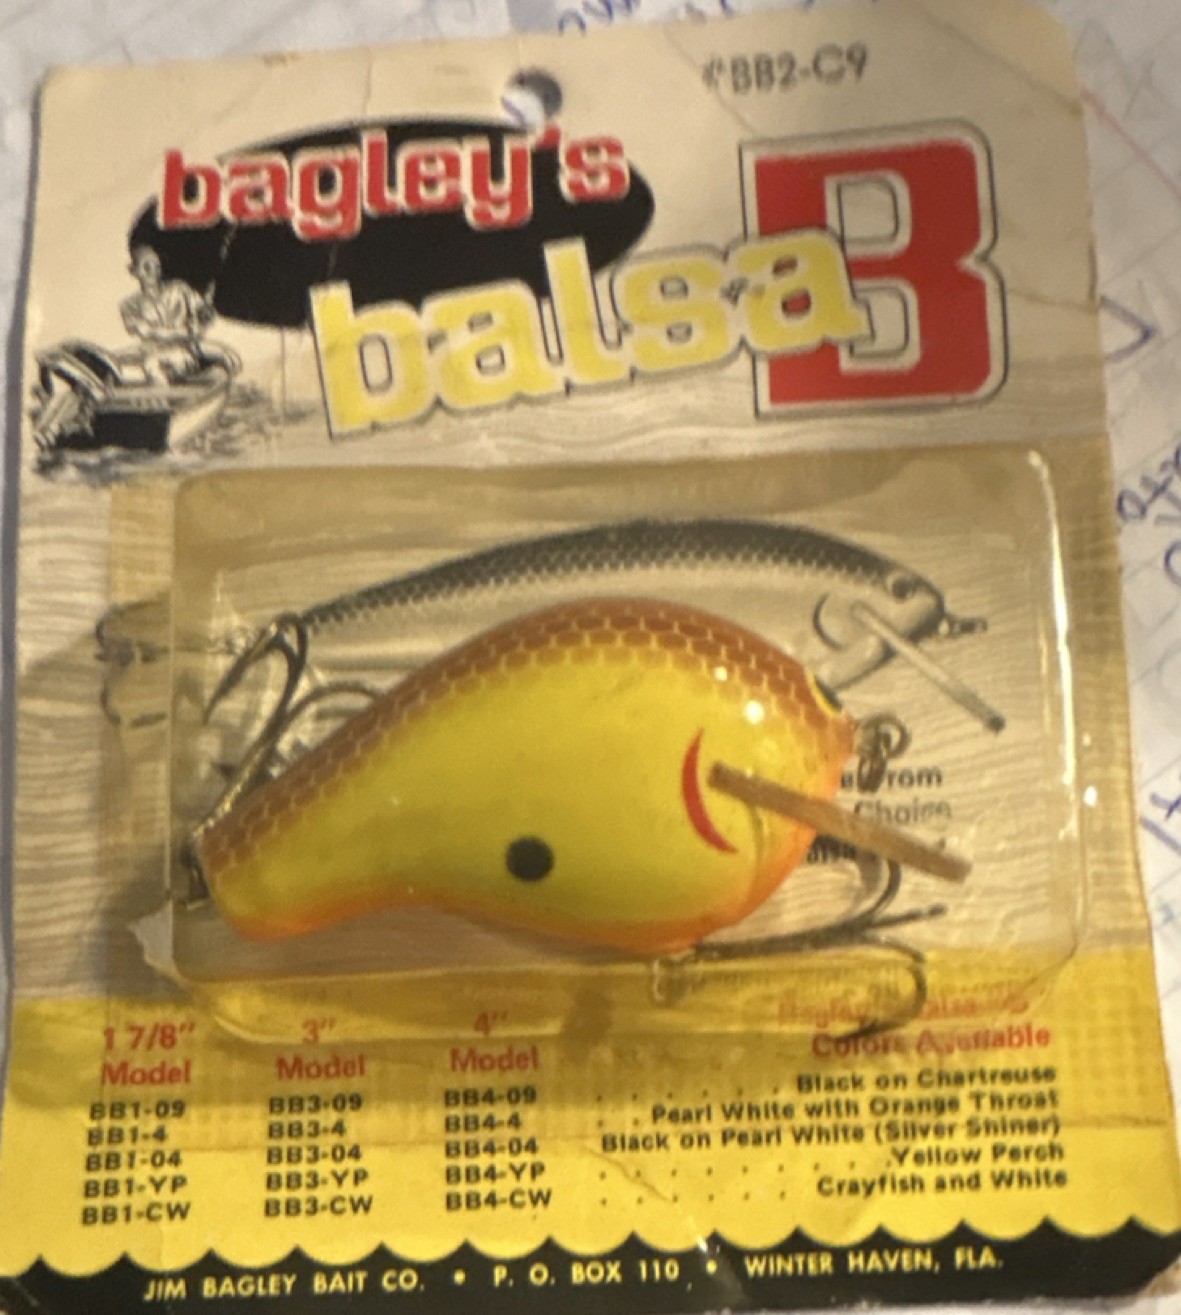 #BB2-C9
bagley's
balsa B
From
Choice
1 7/8" Model 3" Model 4" Model
Colors Available
BB1-09 BB3-09 BB4-09 . . . . . . Black on Chartreuse
BB1-4 BB3-4 BB4-4 . . Pearl White with Orange Throat
BB1-04 BB3-04 BB4-04 Black on Pearl White (Silver Shiner)
BB1-YP BB3-YP BB4-YP . . . . . . . . . Yellow Perch
BB1-CW BB3-CW BB4-CW . . . . . . Crayfish and White
JIM BAGLEY BAIT CO. • P. O. BOX 110 • WINTER HAVEN, FLA.